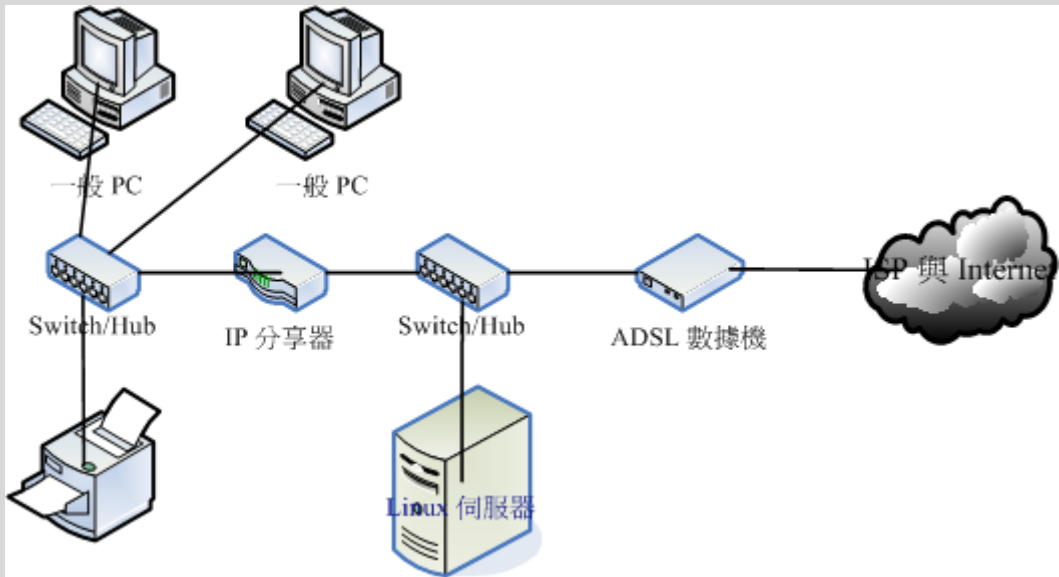 一般 PC
一般 PC
Switch/Hub
IP 分享器
Switch/Hub
ADSL 數據機
ISP 與 Internet
Linux 伺服器